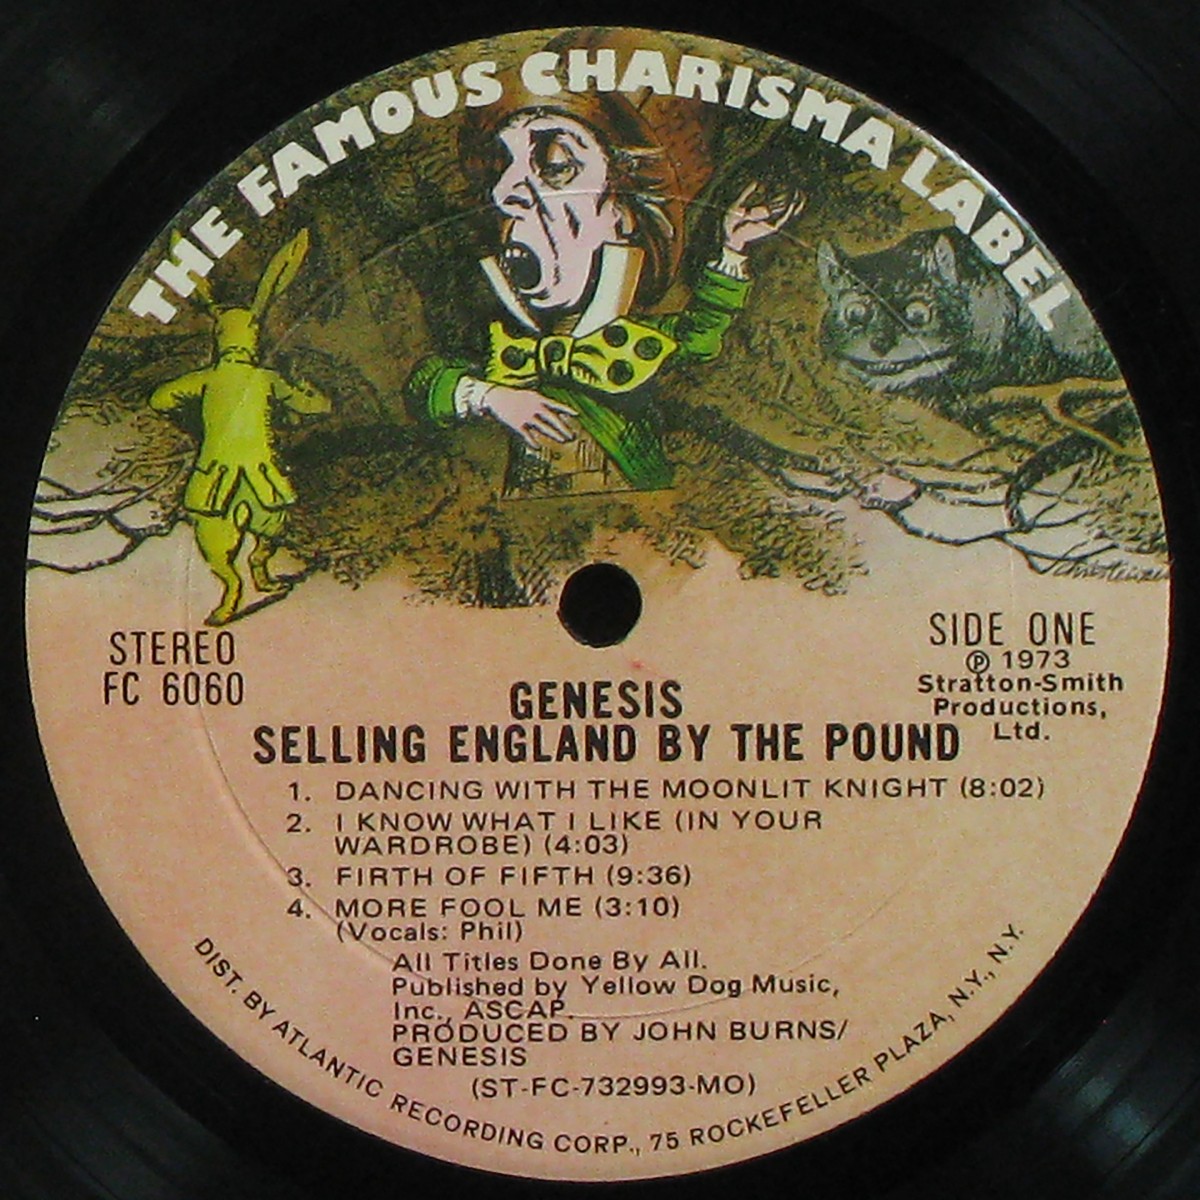 THE FAMOUS CHARISMA LABEL
STEREO
FC 6060
SIDE ONE
Ⓟ 1973
Stratton-Smith
Productions,
Ltd.
GENESIS
SELLING ENGLAND BY THE POUND
1. DANCING WITH THE MOONLIT KNIGHT (8:02)
2. I KNOW WHAT I LIKE (IN YOUR
WARDROBE) (4:03)
3. FIRTH OF FIFTH (9:36)
4. MORE FOOL ME (3:10)
(Vocals: Phil)
All Titles Done By All.
Published by Yellow Dog Music,
Inc., ASCAP.
PRODUCED BY JOHN BURNS/
GENESIS
(ST-FC-732993-MO)
DIST. BY ATLANTIC RECORDING CORP., 75 ROCKEFELLER PLAZA, N.Y., N.Y.